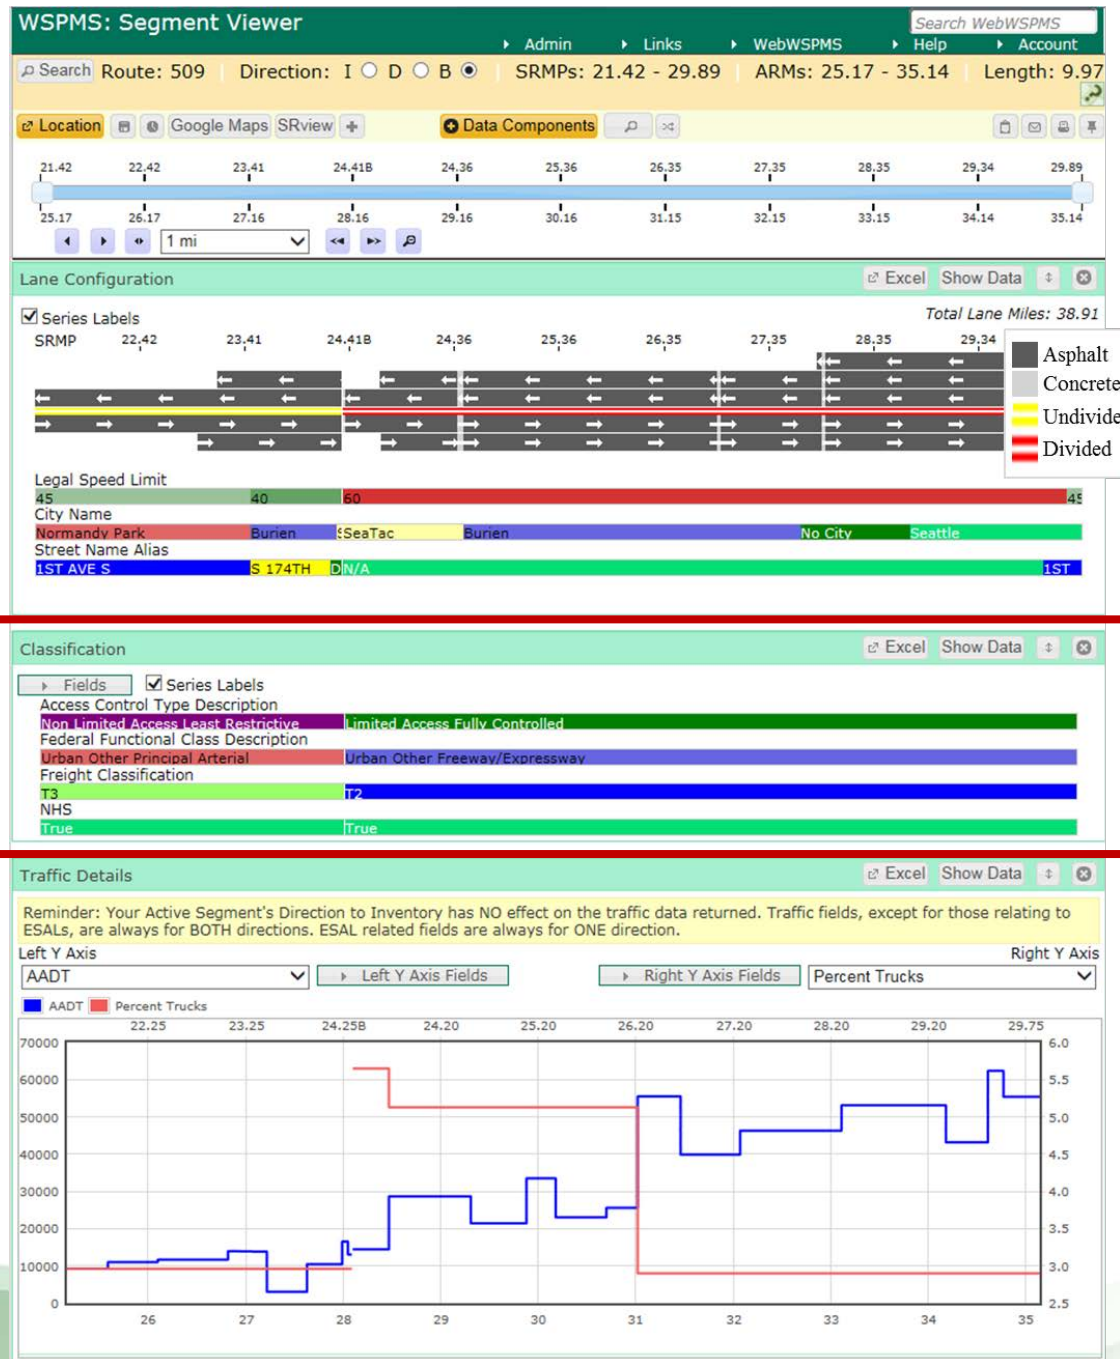 WSPMS: Segment Viewer
Search WebWSPMS
Admin Links WebWSPMS Help Account
Search Route: 509 Direction: I D B SRMPs: 21.42 - 29.89 ARMs: 25.17 - 35.14 Length: 9.97
Location Google Maps SRview Data Components
21.42 22.42 23.41 24.41B 24.36 25.36 26.35 27.35 28.35 29.34 29.89
25.17 26.17 27.16 28.16 29.16 30.16 31.15 32.15 33.15 34.14 35.14
1 mi
Lane Configuration Excel Show Data
Series Labels Total Lane Miles: 38.91
SRMP 22.42 23.41 24.41B 24.36 25.36 26.35 27.35 28.35 29.34
Asphalt
Concrete
Undivide
Divided
Legal Speed Limit
45 40 60 45
City Name
Normandy Park Burien SeaTac Burien No City Seattle
Street Name Alias
1ST AVE S S 174TH D N/A 1ST
Classification Excel Show Data
Fields Series Labels
Access Control Type Description
Non Limited Access Least Restrictive Limited Access Fully Controlled
Federal Functional Class Description
Urban Other Principal Arterial Urban Other Freeway/Expressway
Freight Classification
T3 T2
NHS
True True
Traffic Details Excel Show Data
Reminder: Your Active Segment's Direction to Inventory has NO effect on the traffic data returned. Traffic fields, except for those relating to
ESALs, are always for BOTH directions. ESAL related fields are always for ONE direction.
Left Y Axis Right Y Axis
AADT Left Y Axis Fields Right Y Axis Fields Percent Trucks
AADT Percent Trucks
22.25 23.25 24.25B 24.20 25.20 26.20 27.20 28.20 29.20 29.75
70000 6.0
60000 5.5
50000 5.0
40000 4.5
30000 4.0
20000 3.5
10000 3.0
0 2.5
26 27 28 29 30 31 32 33 34 35